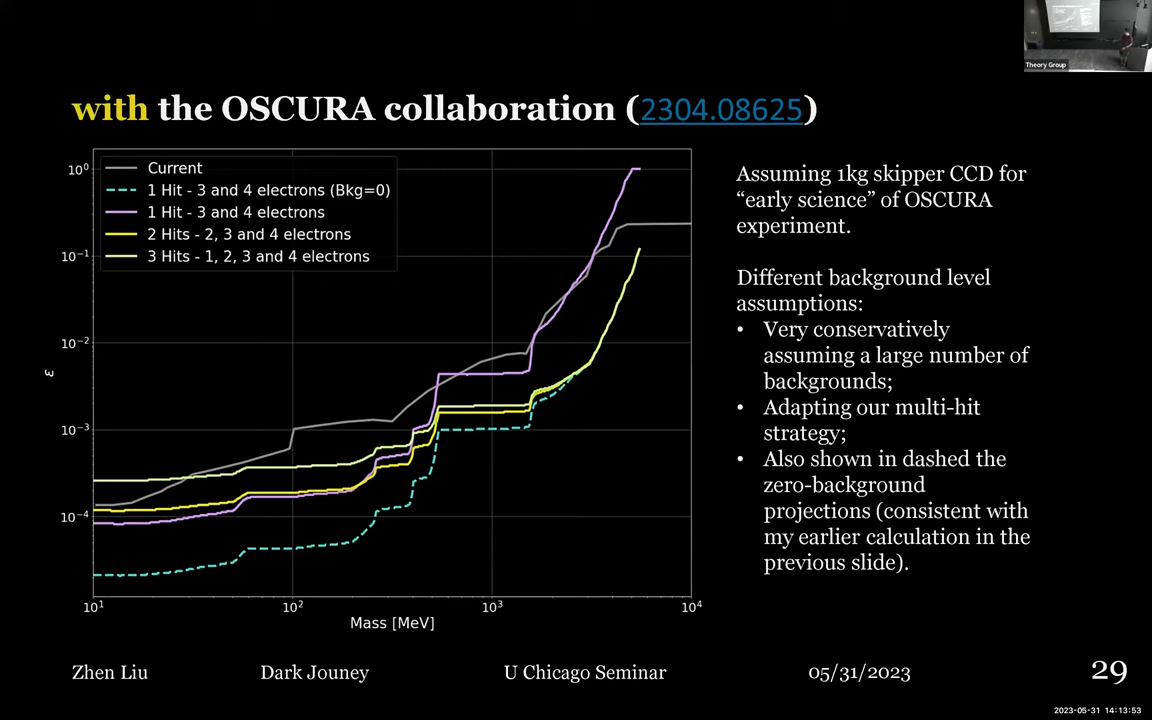 Theory Group
with the OSCURA collaboration (2304.08625)
Current
1 Hit - 3 and 4 electrons (Bkg=0)
1 Hit - 3 and 4 electrons
2 Hits - 2, 3 and 4 electrons
3 Hits - 1, 2, 3 and 4 electrons
10⁰
10⁻¹
10⁻²
10⁻³
10⁻⁴
ε
10¹ 10² 10³ 10⁴
Mass [MeV]
Assuming 1kg skipper CCD for
“early science” of OSCURA
experiment.
Different background level
assumptions:
• Very conservatively
assuming a large number of
backgrounds;
• Adapting our multi-hit
strategy;
• Also shown in dashed the
zero-background
projections (consistent with
my earlier calculation in the
previous slide).
Zhen Liu Dark Jouney U Chicago Seminar 05/31/2023 29
2023-05-31 14:13:53